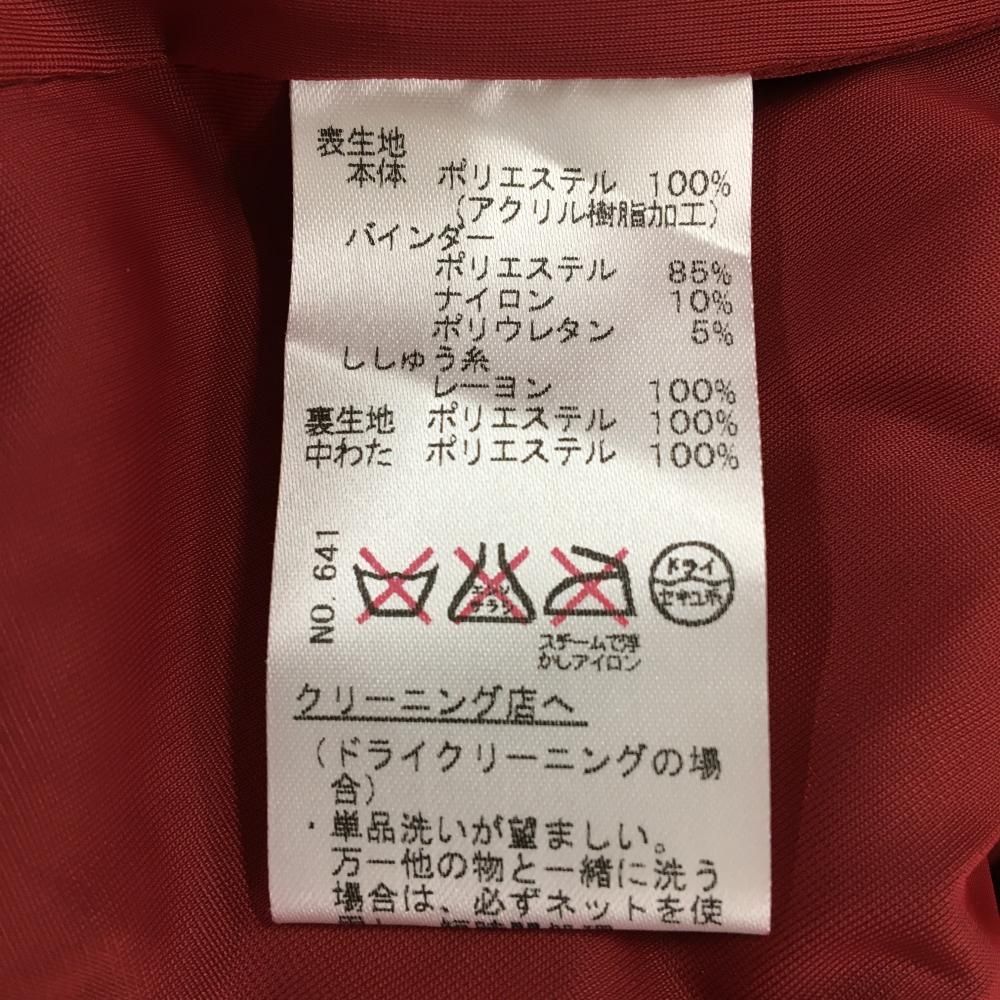 表生地
本体 ポリエステル 100%
(アクリル樹脂加工)
バインダー
ポリエステル 85%
ナイロン 10%
ポリウレタン 5%
ししゅう糸
レーヨン 100%
裏生地 ポリエステル 100%
中わた ポリエステル 100%
NO. 641
エンソ
サラシ
ドライ
セキユ系
スチームで浮
かしアイロン
クリーニング店へ
(ドライクリーニングの場
合)
・単品洗いが望ましい。
万一他の物と一緒に洗う
場合は、必ずネットを使